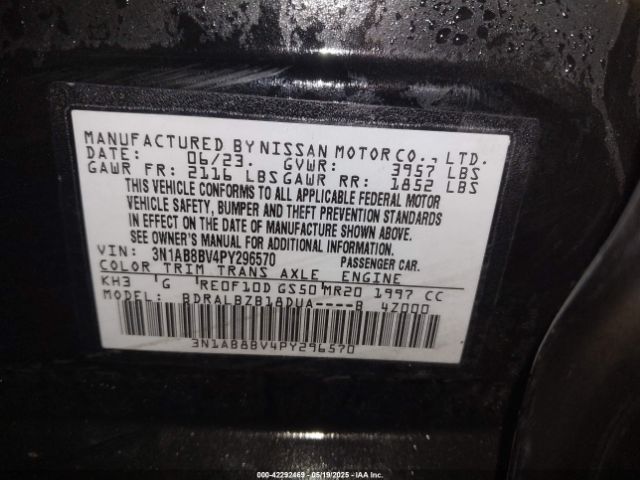 MANUFACTURED BY NISSAN MOTOR CO., LTD.
DATE: 06/23. GVWR: 3957 LBS
GAWR FR: 2116 LBS GAWR RR: 1852 LBS
THIS VEHICLE CONFORMS TO ALL APPLICABLE FEDERAL MOTOR
VEHICLE SAFETY, BUMPER AND THEFT PREVENTION STANDARDS
IN EFFECT ON THE DATE OF MANUFACTURE SHOWN ABOVE.
SEE OWNER'S MANUAL FOR ADDITIONAL INFORMATION.
VIN: 3N1AB8BV4PY296570 PASSENGER CAR.
COLOR TRIM TRANS AXLE ENGINE
KH3 G RE0F10D GS50 MR20 1997 CC
MODEL: BDRALBZB18DUA----B 4Z000
3N1AB8BV4PY296570
000-42292469 - 05/19/2025 - IAA Inc.